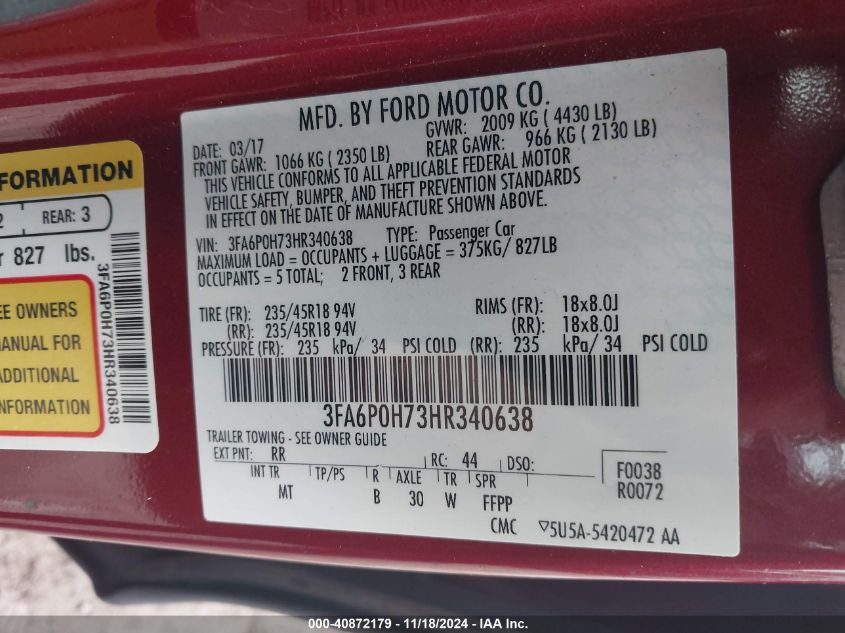 MFD. BY FORD MOTOR CO.
DATE: 03/17 GVWR: 2009 KG ( 4430 LB)
FRONT GAWR: 1066 KG ( 2350 LB) REAR GAWR: 966 KG ( 2130 LB)
THIS VEHICLE CONFORMS TO ALL APPLICABLE FEDERAL MOTOR
VEHICLE SAFETY, BUMPER, AND THEFT PREVENTION STANDARDS
IN EFFECT ON THE DATE OF MANUFACTURE SHOWN ABOVE.
VIN: 3FA6P0H73HR340638 TYPE: Passenger Car
MAXIMUM LOAD = OCCUPANTS + LUGGAGE = 375KG/ 827LB
OCCUPANTS = 5 TOTAL; 2 FRONT, 3 REAR
TIRE (FR): 235/45R18 94V RIMS (FR): 18x8.0J
(RR): 235/45R18 94V (RR): 18x8.0J
PRESSURE (FR): 235 kPa/ 34 PSI COLD (RR): 235 kPa/ 34 PSI COLD
3FA6P0H73HR340638
TRAILER TOWING - SEE OWNER GUIDE
EXT PNT: RR RC: 44 DSO:
INT TR TP/PS R AXLE TR SPR
MT B 30 W FFPP
F0038
R0072
CMC ▽5U5A-5420472 AA
FORMATION
2 REAR: 3
827 lbs.
OWNERS
MANUAL FOR
ADDITIONAL
INFORMATION
3FA6P0H73HR340638
000-40872179 - 11/18/2024 - IAA Inc.